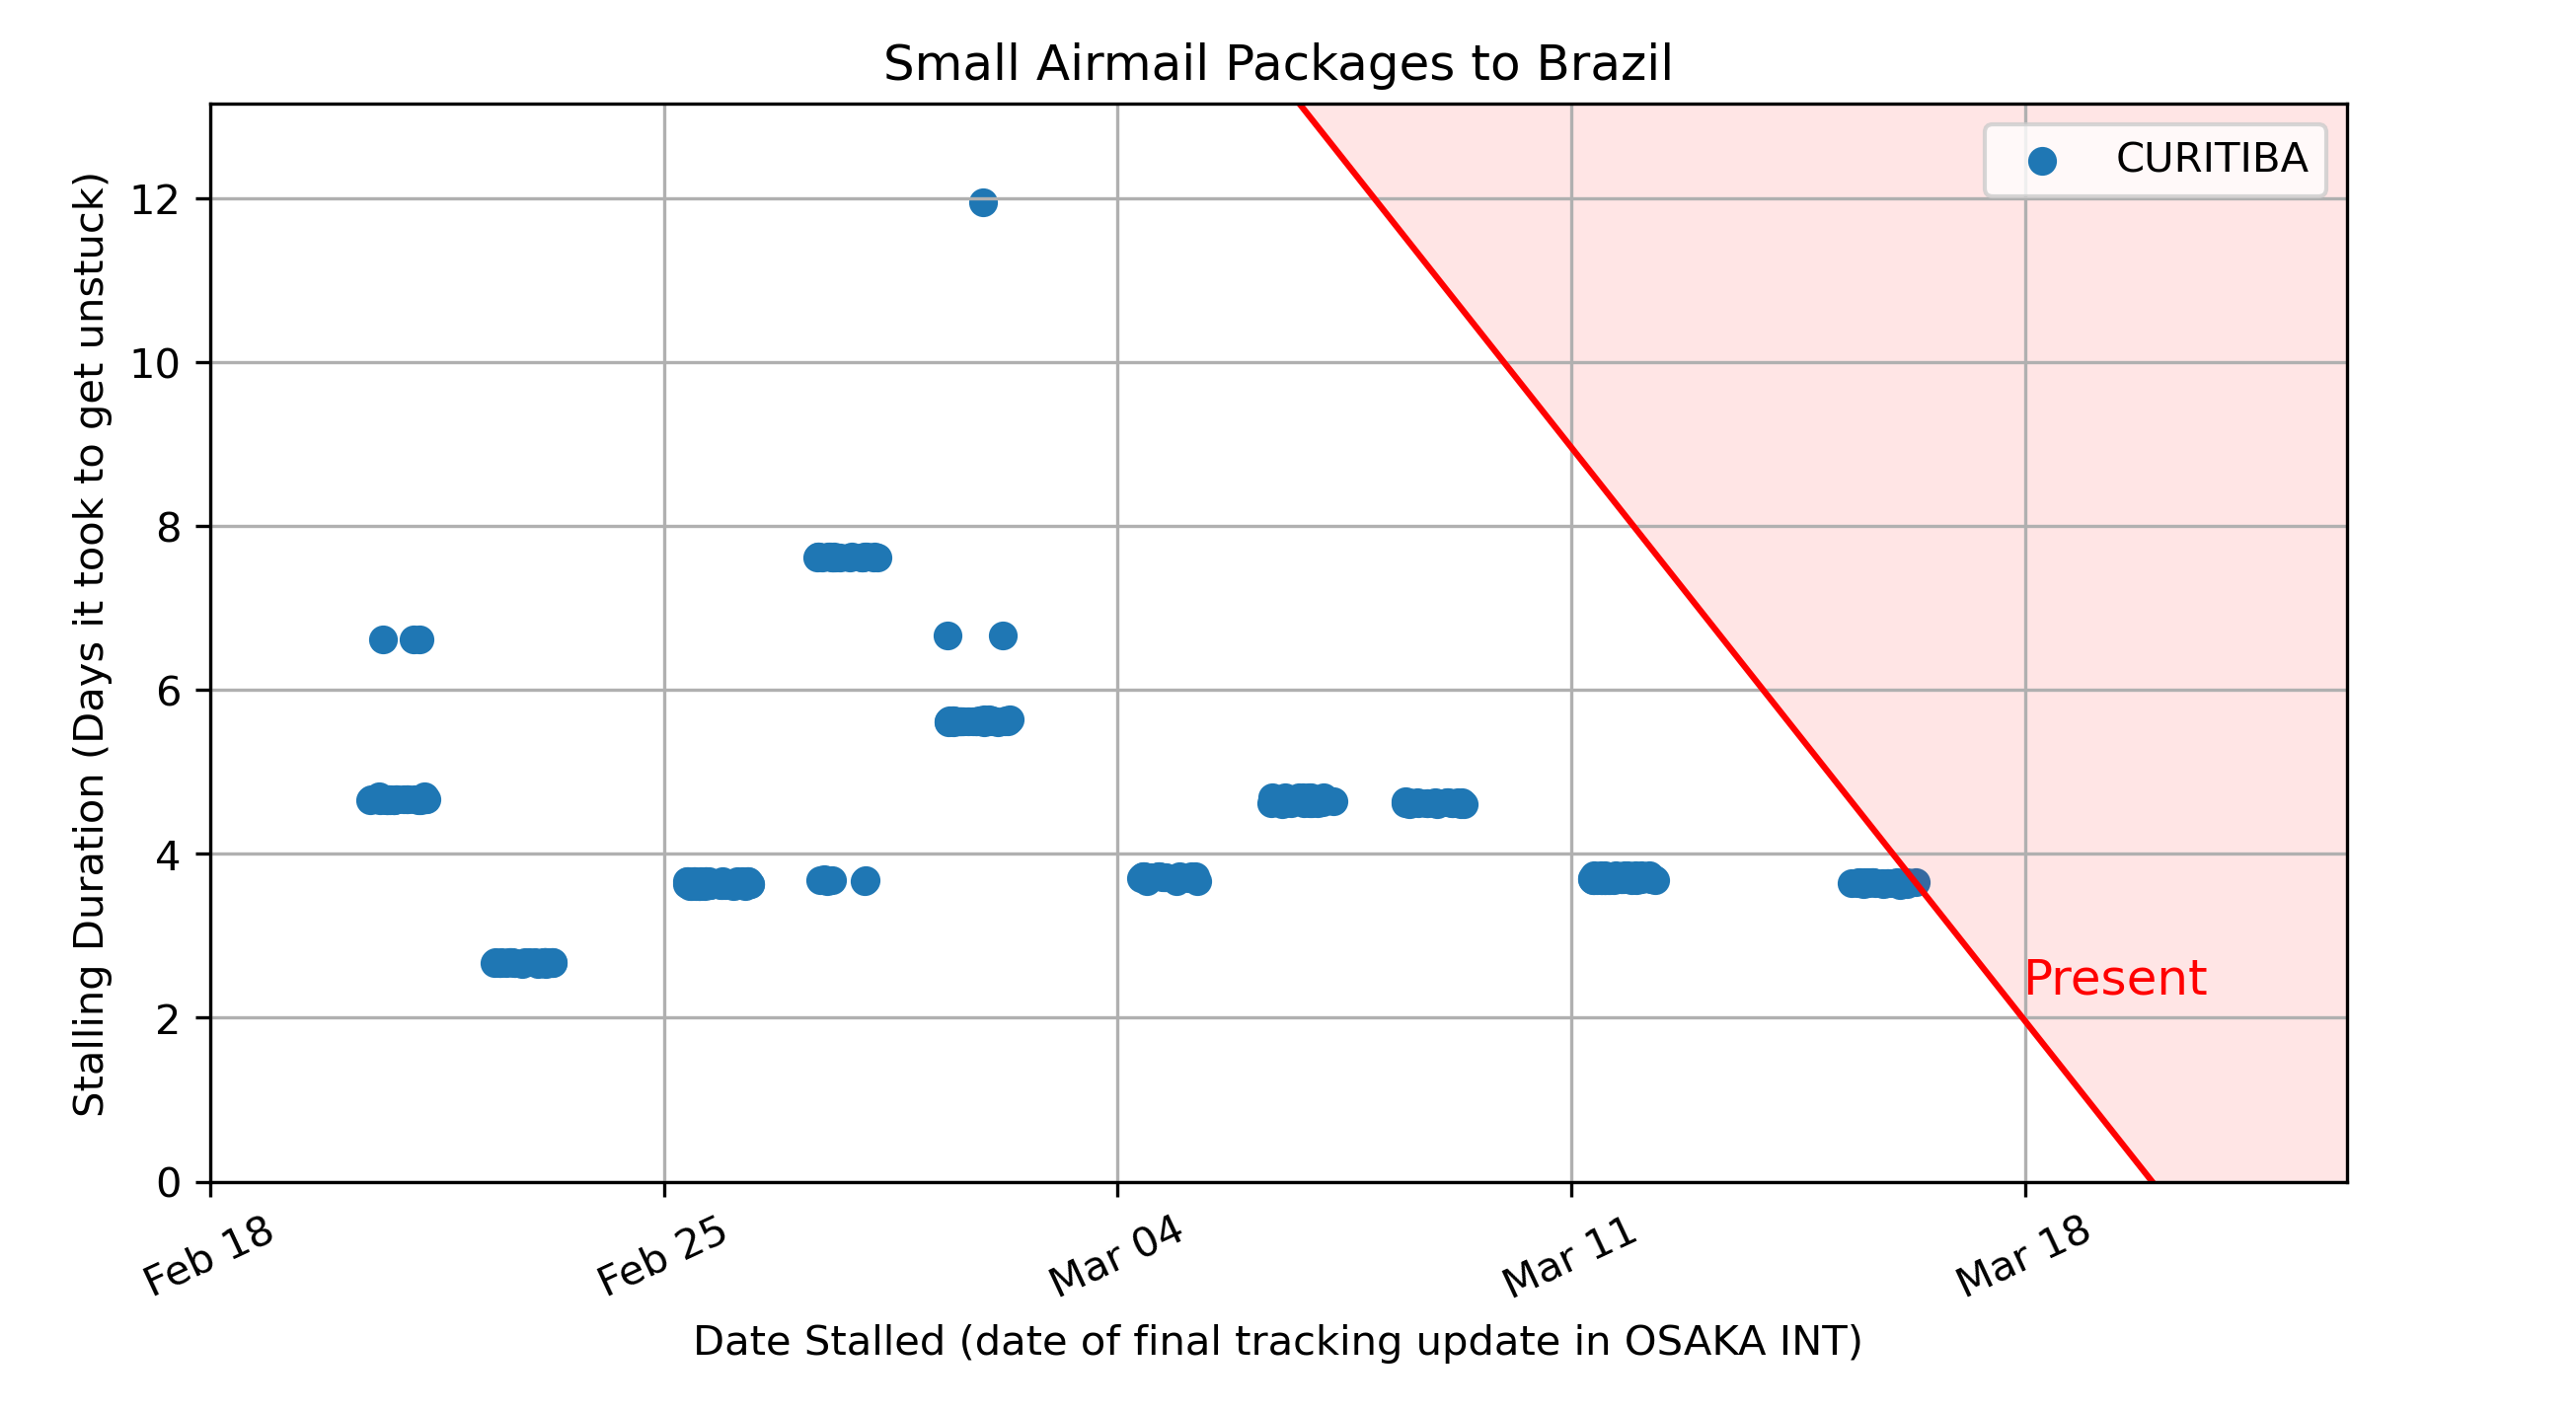 Small Airmail Packages to Brazil
CURITIBA
Stalling Duration (Days it took to get unstuck)
12
10
8
6
4
2
0
Present
Feb 18
Feb 25
Mar 04
Mar 11
Mar 18
Date Stalled (date of final tracking update in OSAKA INT)